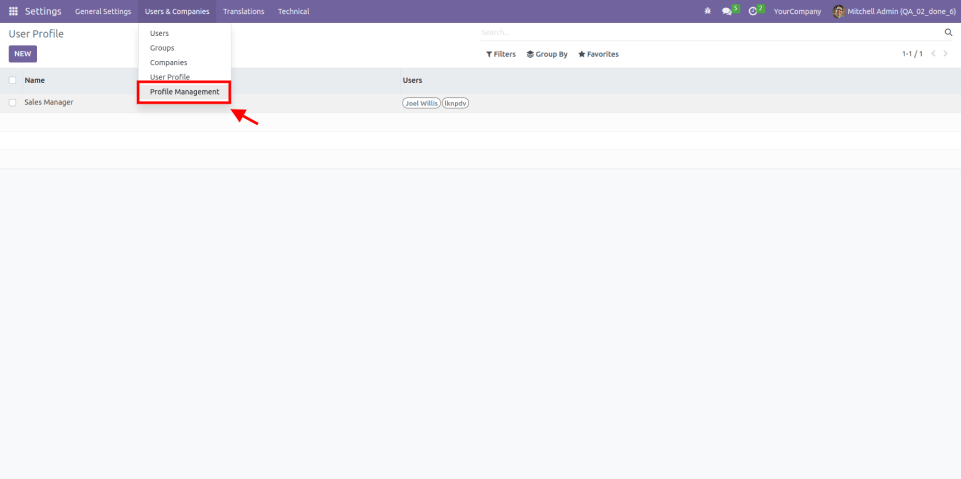 Settings General Settings Users & Companies Translations Technical 5 2 YourCompany Mitchell Admin (QA_02_done_6)
User Profile
Search...
NEW
Filters Group By Favorites 1-1 / 1
Users
Groups
Companies
User Profile
Profile Management
Name Users
Sales Manager Joel Willis lknpdv